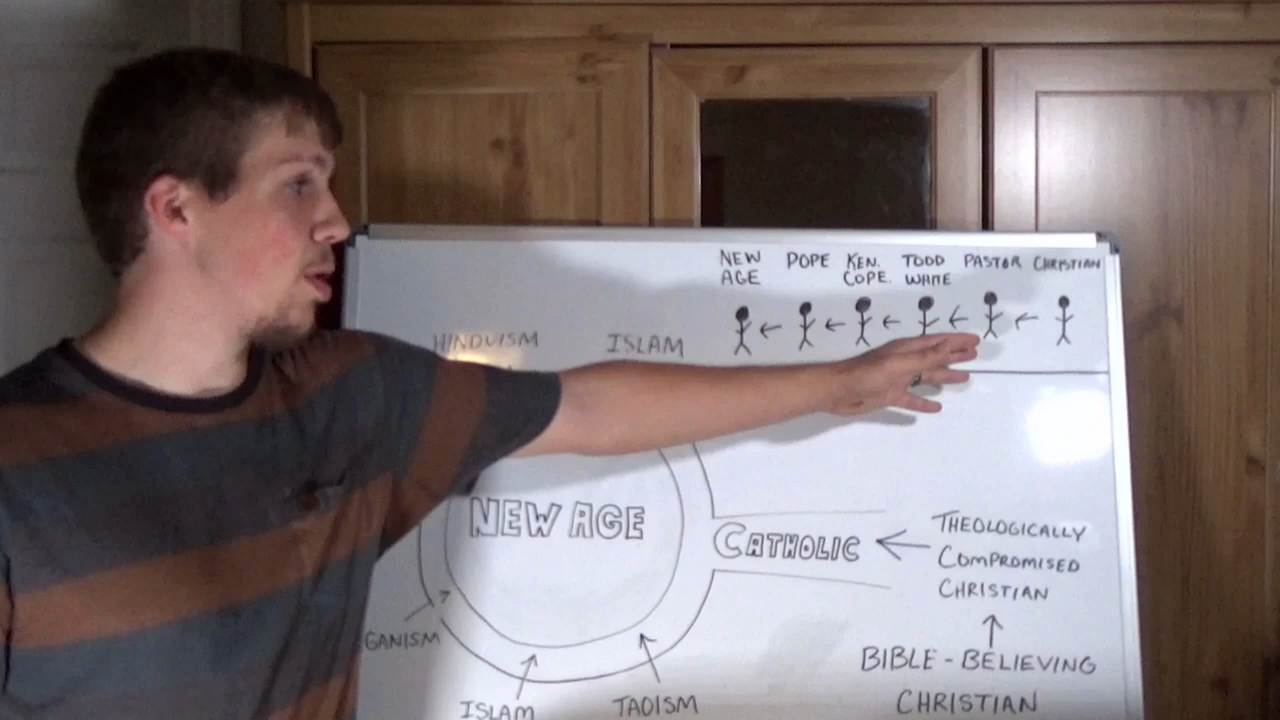 NEW AGE
POPE
KEN. COPE.
TODD WHITE
PASTOR
CHRISTIAN
HINDUISM
ISLAM
NEW AGE
CATHOLIC
THEOLOGICALLY
COMPROMISED
CHRISTIAN
GANISM
BIBLE-BELIEVING
CHRISTIAN
ISLAM
TAOISM